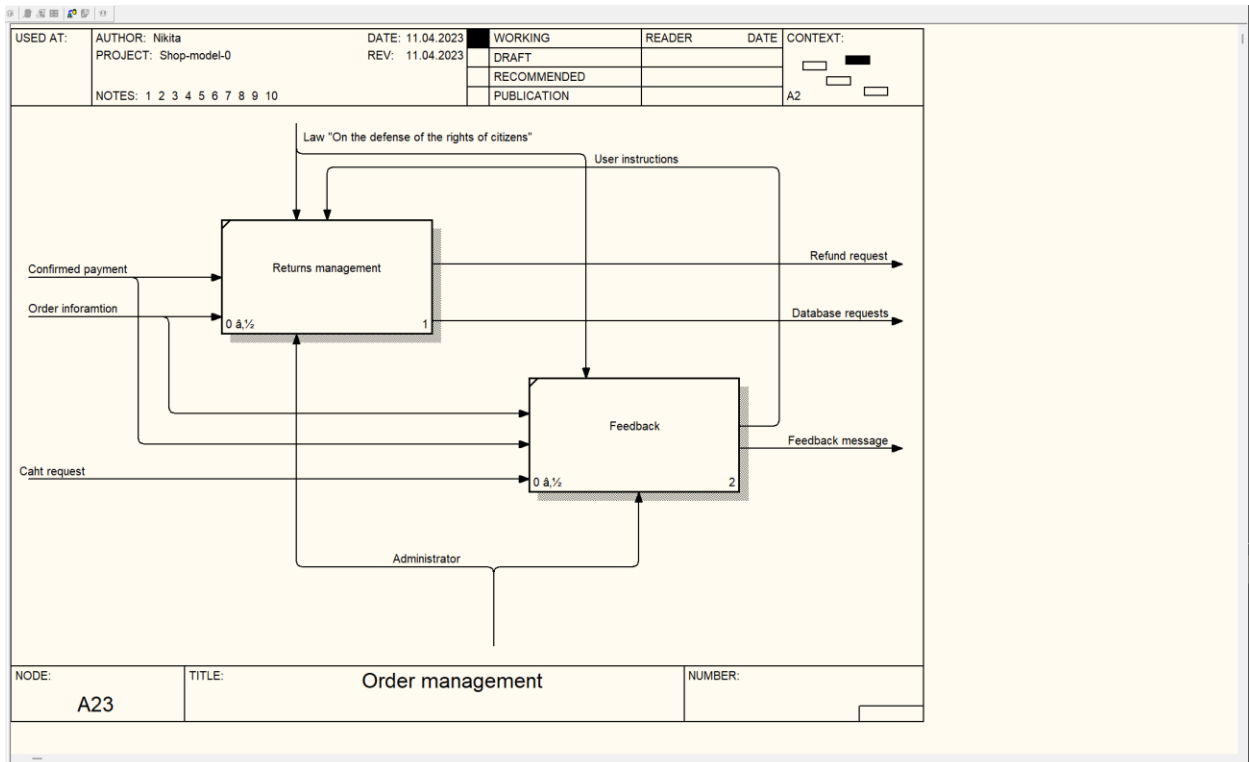 USED AT:
AUTHOR: Nikita
DATE: 11.04.2023
PROJECT: Shop-model-0
REV: 11.04.2023
NOTES: 1 2 3 4 5 6 7 8 9 10
WORKING
DRAFT
RECOMMENDED
PUBLICATION
READER DATE
CONTEXT:
A2
Law "On the defense of the rights of citizens"
User instructions
Confirmed payment
Returns management
Refund request
Order inforamtion
0 â‚½
1
Database requests
Feedback
Feedback message
Caht request
0 â‚½
2
Administrator
NODE:
A23
TITLE:
Order management
NUMBER: